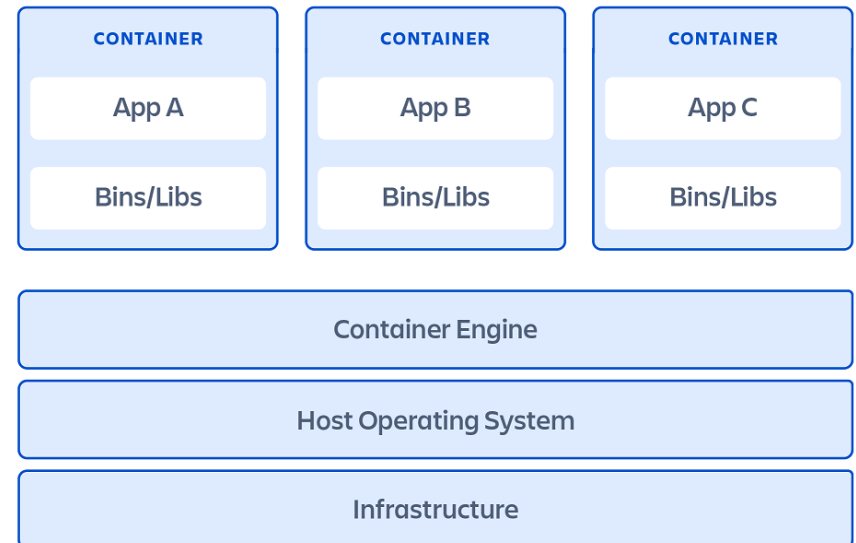 CONTAINER CONTAINER CONTAINER
App A App B App C
Bins/Libs Bins/Libs Bins/Libs
Container Engine
Host Operating System
Infrastructure